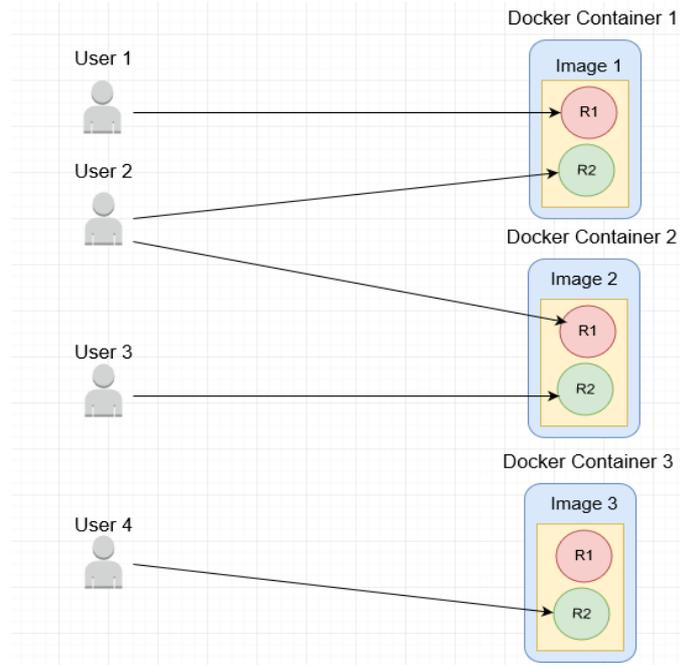 Docker Container 1
User 1
Image 1
R1
R2
User 2
Docker Container 2
Image 2
R1
User 3
R2
Docker Container 3
Image 3
User 4
R1
R2